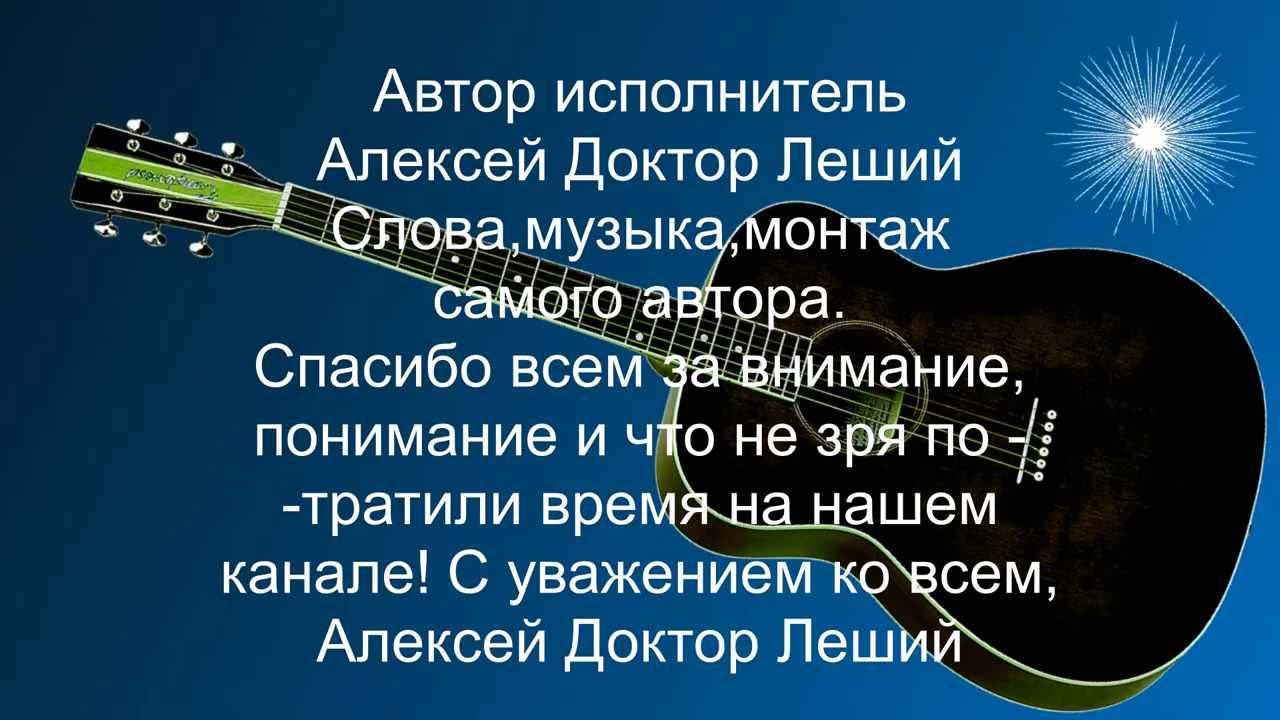 Автор исполнитель
Алексей Доктор Леший
Слова,музыка,монтаж
самого автора.
Спасибо всем за внимание,
понимание и что не зря по -
-тратили время на нашем
канале! С уважением ко всем,
Алексей Доктор Леший